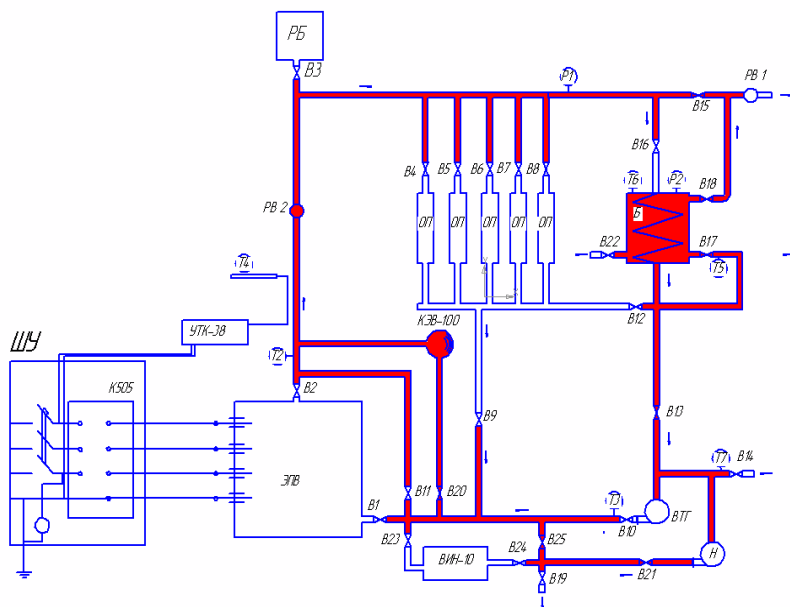 РБ
В3
Р1
РВ 1
В15
В16
В4
В5
В6
В7
В8
Т6
Р2
В18
РВ 2
ОП
ОП
ОП
ОП
ОП
Б
В22
В17
Т4
Т5
КЭВ-100
В12
УТК-38
ШУ
Т2
К505
В2
В9
В13
Т7
В14
ЭПВ
В11
В20
Т3
В1
В10
ВТГ
В23
В25
ВИН-10
В24
Н
В19
В21